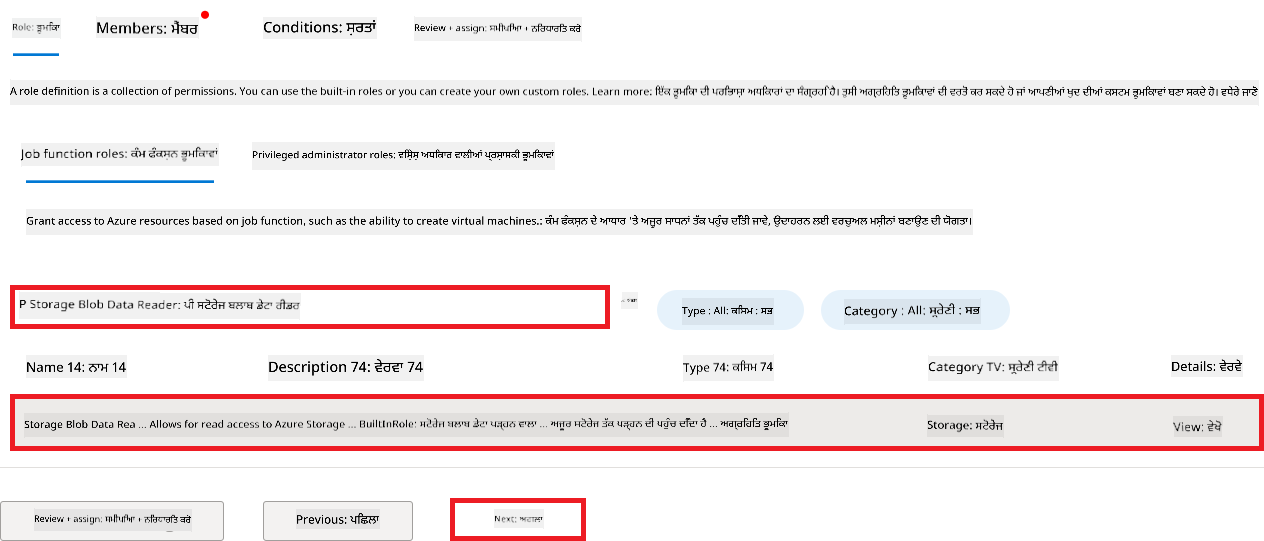 Role: ਭੂਮਿਕਾ
Members: ਮੈਂਬਰ
Conditions: ਸ਼ਰਤਾਂ
Review + assign: ਸਮੀਖਿਆ + ਨਿਰਧਾਰਤ ਕਰੋ
A role definition is a collection of permissions. You can use the built-in roles or you can create your own custom roles. Learn more: ਇੱਕ ਭੂਮਿਕਾ ਦੀ ਪਰਿਭਾਸ਼ਾ ਅਧਿਕਾਰਾਂ ਦਾ ਸੰਗ੍ਰਹਿ ਹੈ। ਤੁਸੀਂ ਅੰਗ੍ਰਹਿਤ ਭੂਮਿਕਾਵਾਂ ਦੀ ਵਰਤੋਂ ਕਰ ਸਕਦੇ ਹੋ ਜਾਂ ਆਪਣੀਆਂ ਖੁਦ ਦੀਆਂ ਕਸਟਮ ਭੂਮਿਕਾਵਾਂ ਬਣਾ ਸਕਦੇ ਹੋ। ਵਧੇਰੇ ਜਾਣੋ
Job function roles: ਕੰਮ ਫੰਕਸ਼ਨ ਭੂਮਿਕਾਵਾਂ
Privileged administrator roles: ਵਿਸ਼ੇਸ਼ ਅਧਿਕਾਰ ਵਾਲੀਆਂ ਪ੍ਰਸ਼ਾਸਕੀ ਭੂਮਿਕਾਵਾਂ
Grant access to Azure resources based on job function, such as the ability to create virtual machines.: ਕੰਮ ਫੰਕਸ਼ਨ ਦੇ ਆਧਾਰ 'ਤੇ ਅਜ਼ੂਰ ਸਾਧਨਾਂ ਤੱਕ ਪਹੁੰਚ ਦਿੱਤੀ ਜਾਵੇ, ਉਦਾਹਰਨ ਲਈ ਵਰਚੁਅਲ ਮਸ਼ੀਨਾਂ ਬਣਾਉਣ ਦੀ ਯੋਗਤਾ।
P Storage Blob Data Reader: ਪੀ ਸਟੋਰੇਜ ਬਲਾਬ ਡੇਟਾ ਰੀਡਰ
Type : All: ਕਿਸਮ : ਸਭ
Category : All: ਸ਼੍ਰੇਣੀ : ਸਭ
Name 14: ਨਾਮ 14
Description 74: ਵੇਰਵਾ 74
Type 74: ਕਿਸਮ 74
Category TV: ਸ਼੍ਰੇਣੀ ਟੀਵੀ
Details: ਵੇਰਵੇ
Storage Blob Data Rea ... Allows for read access to Azure Storage ... BuiltInRole: ਸਟੋਰੇਜ ਬਲਾਬ ਡੇਟਾ ਪੜ੍ਹਨ ਵਾਲਾ ... ਅਜ਼ੂਰ ਸਟੋਰੇਜ ਤੱਕ ਪੜ੍ਹਨ ਦੀ ਪਹੁੰਚ ਦਿੰਦਾ ਹੈ ... ਅਗ੍ਰਹਿਤ ਭੂਮਿਕਾ
Storage: ਸਟੋਰੇਜ
View: ਵੇਖੋ
Review + assign: ਸਮੀਖਿਆ + ਨਿਰਧਾਰਤ ਕਰੋ
Previous: ਪਿਛਲਾ
Next: ਅਗਲਾ